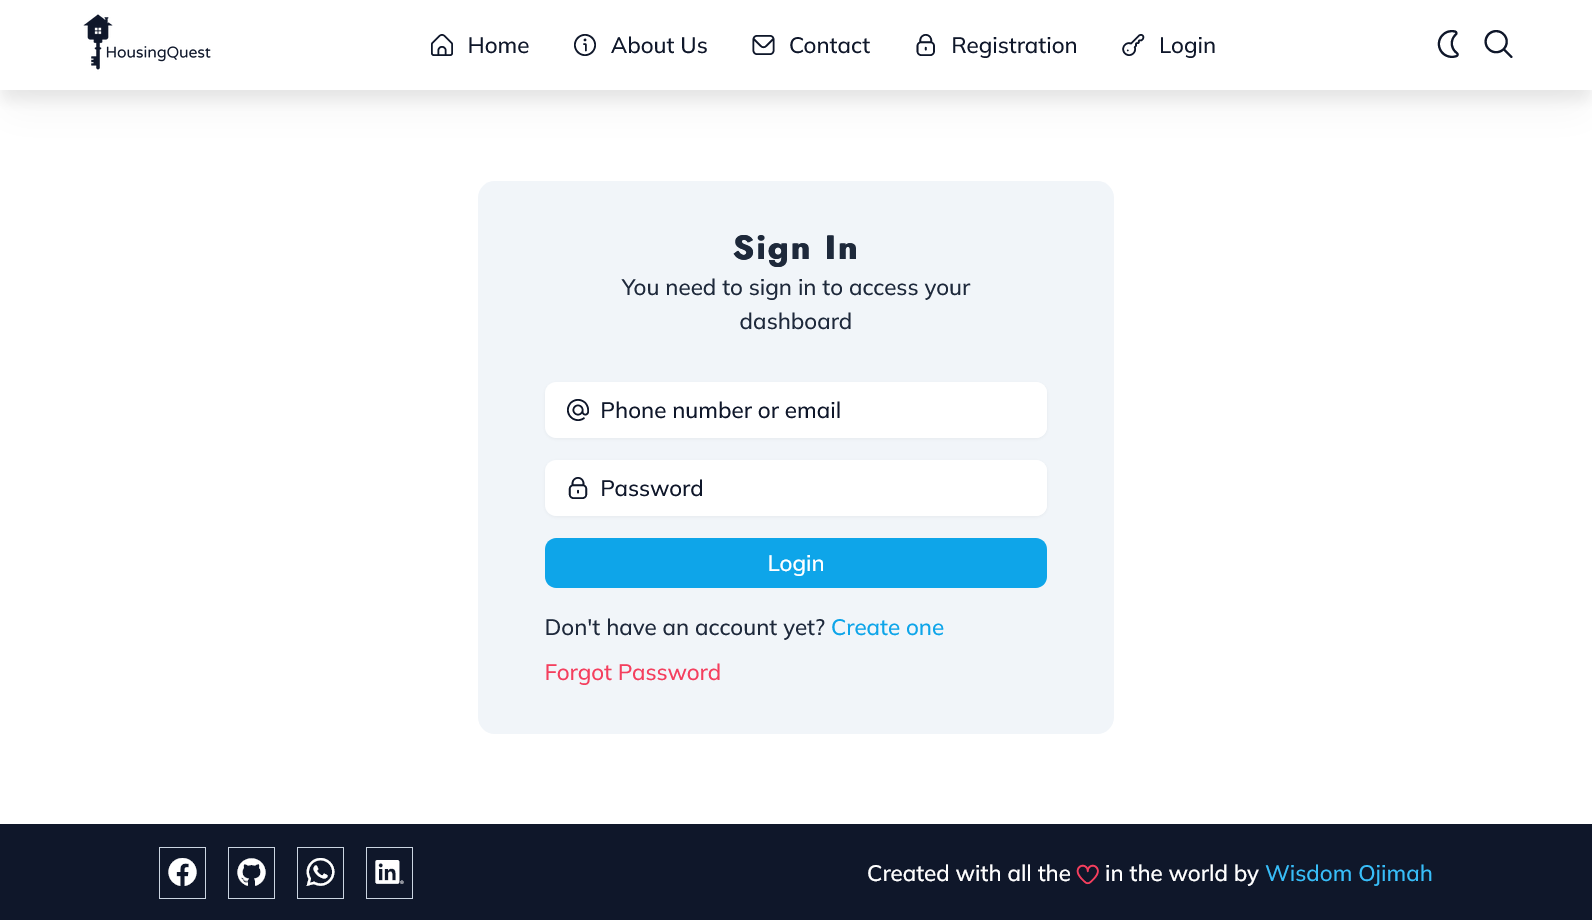 HousingQuest
Home
About Us
Contact
Registration
Login
Sign In
You need to sign in to access your
dashboard
Phone number or email
Password
Login
Don't have an account yet? Create one
Forgot Password
Created with all the in the world by Wisdom Ojimah